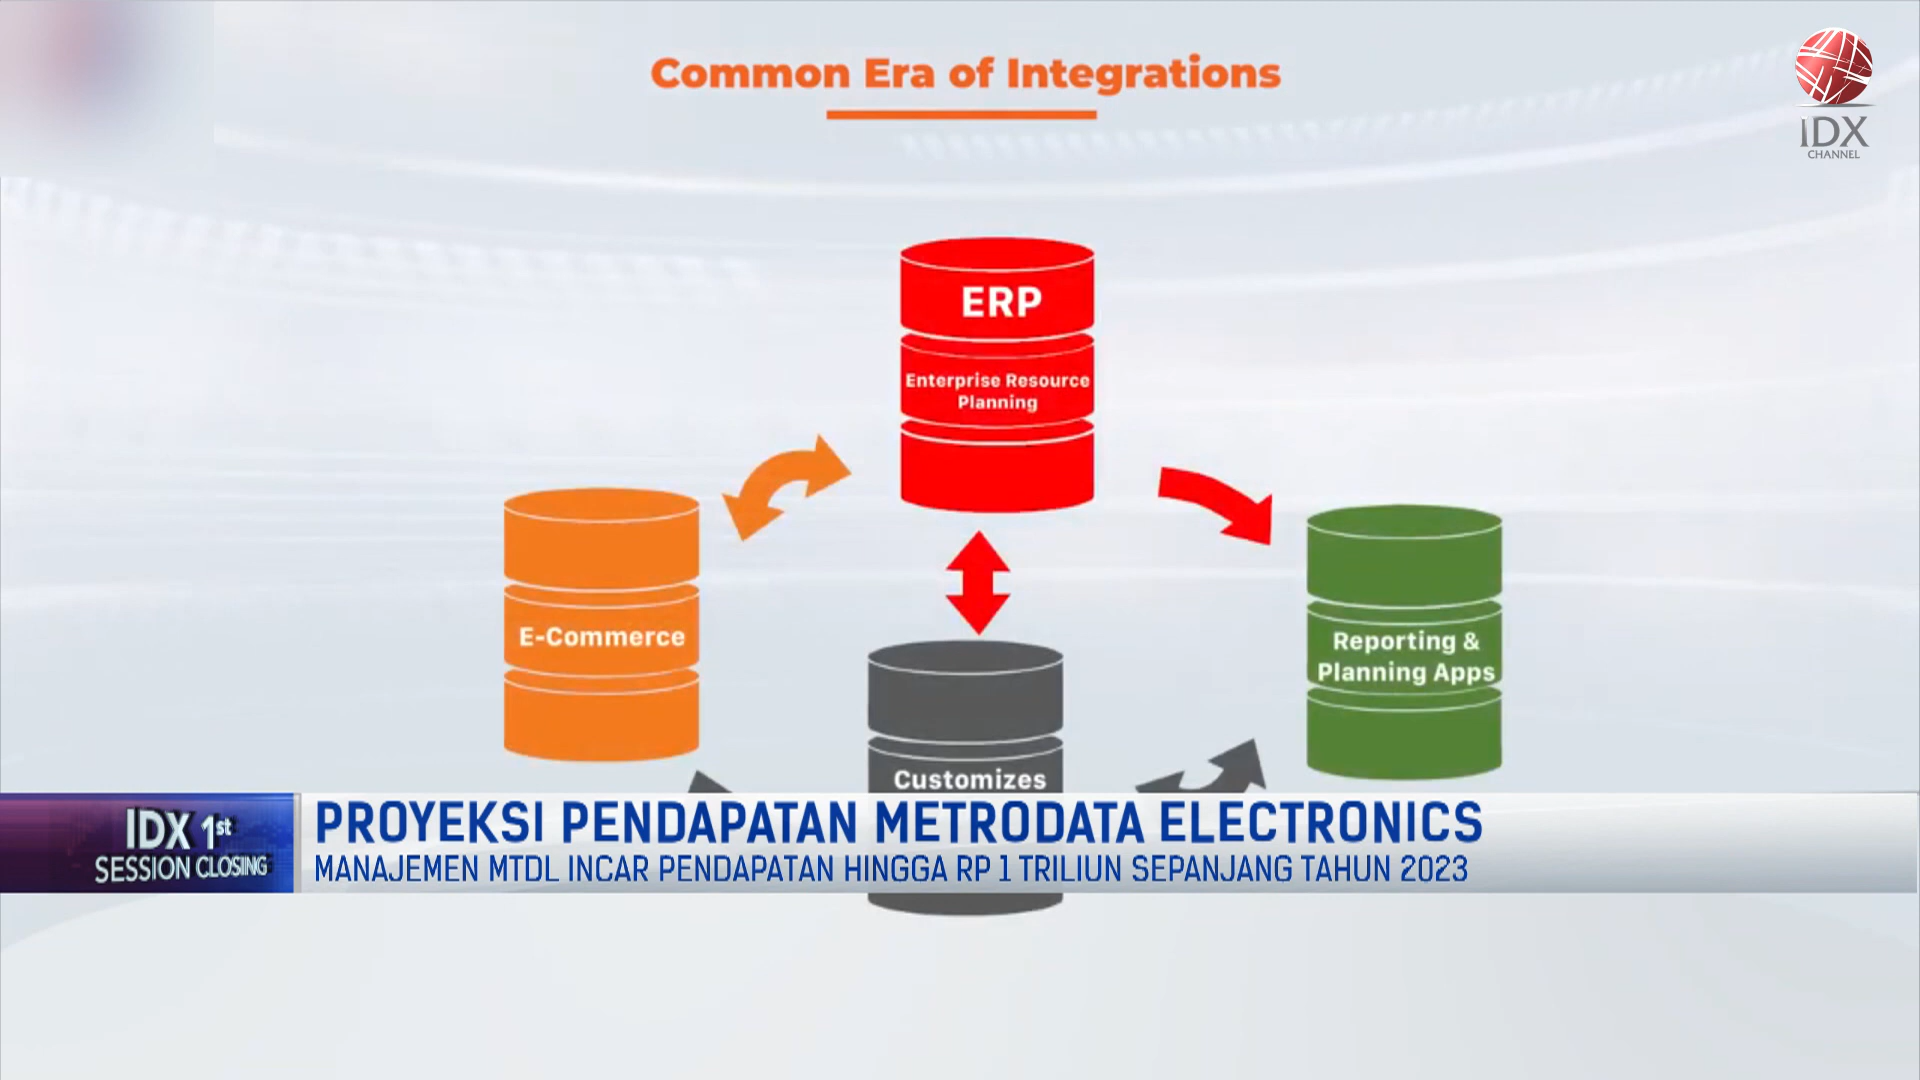 Common Era of Integrations
IDX
CHANNEL
ERP
Enterprise Resource
Planning
E-Commerce
Reporting &
Planning Apps
Customizes
IDX 1st
SESSION CLOSING
PROYEKSI PENDAPATAN METRODATA ELECTRONICS
MANAJEMEN MTDL INCAR PENDAPATAN HINGGA RP 1 TRILIUN SEPANJANG TAHUN 2023